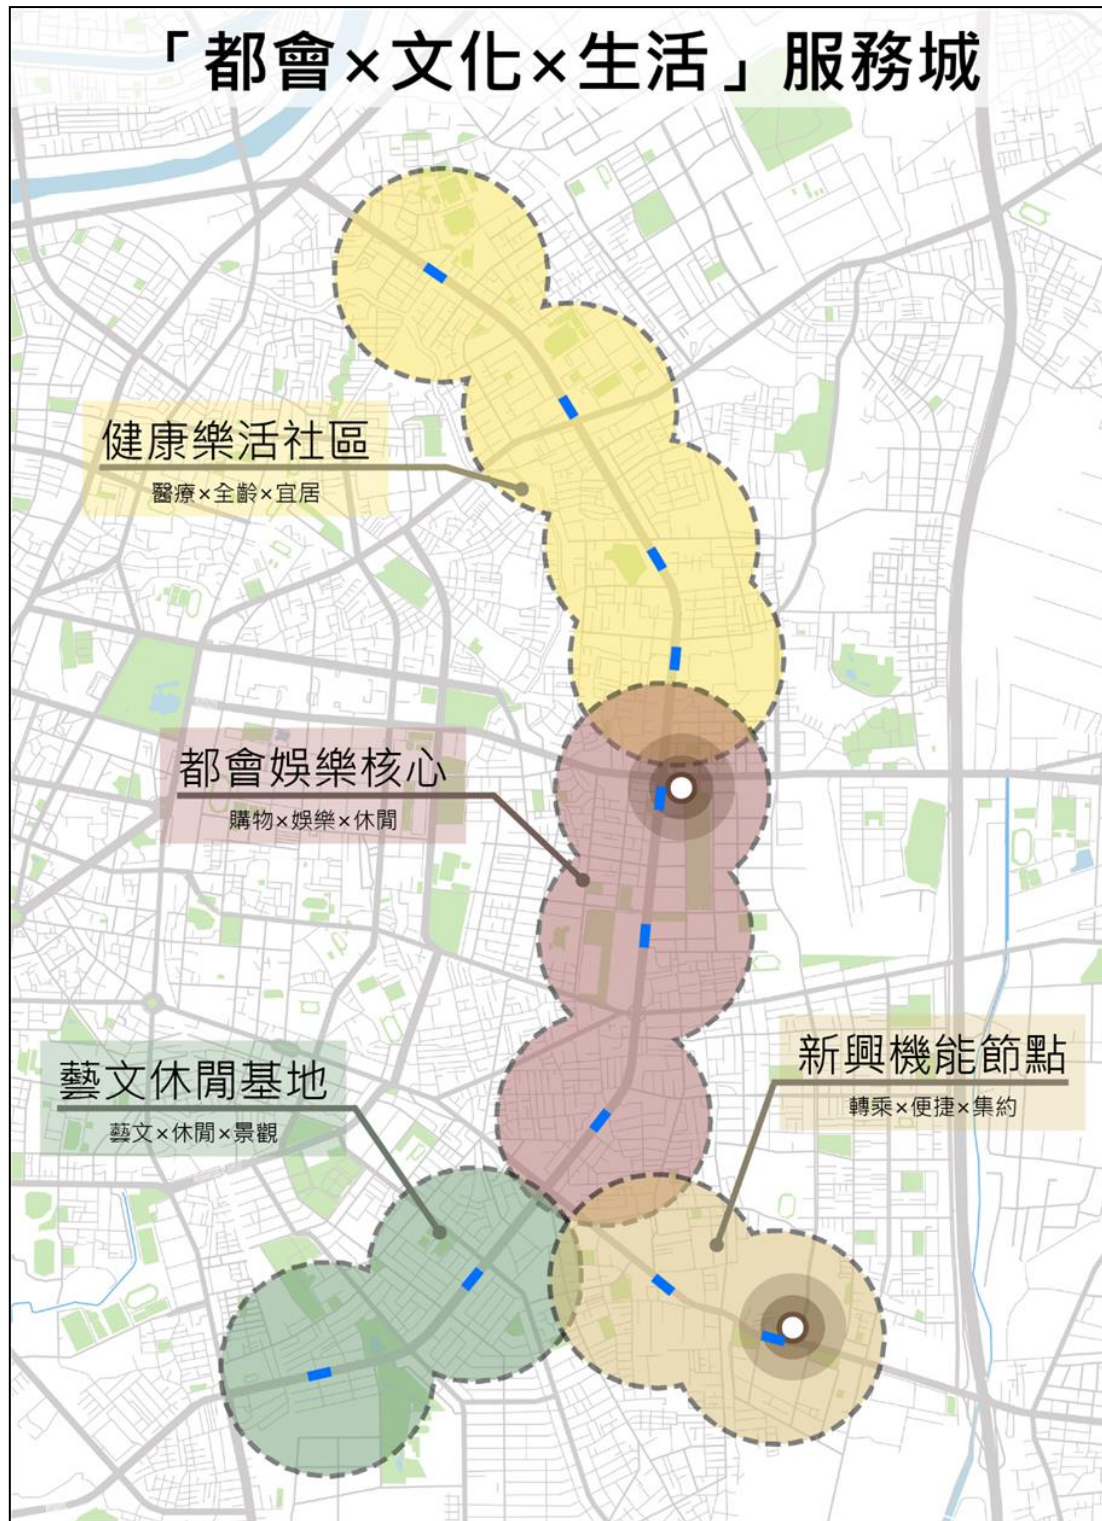 「都會×文化×生活」服務城
健康樂活社區
醫療×全齡×宜居
都會娛樂核心
購物×娛樂×休閒
藝文休閒基地
藝文×休閒×景觀
新興機能節點
轉乘×便捷×集約